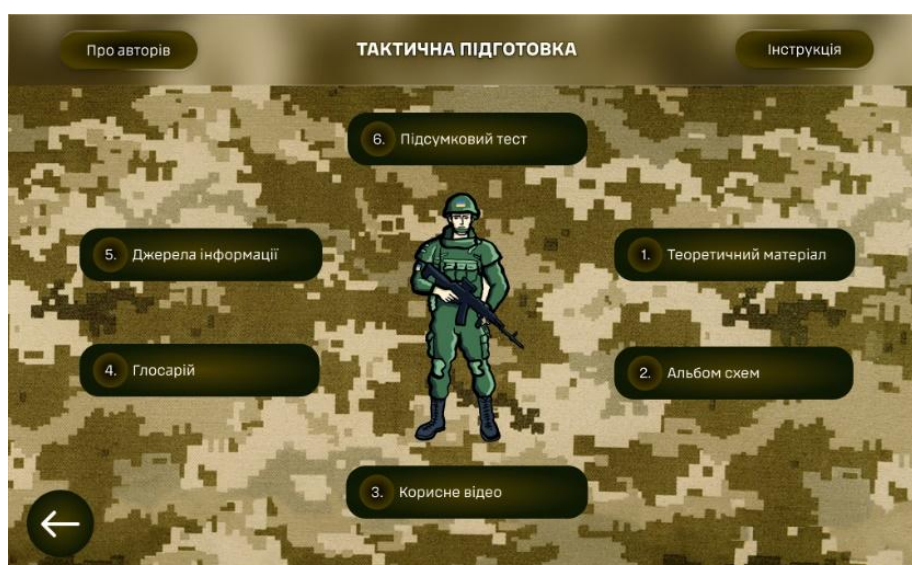 Про авторів
ТАКТИЧНА ПІДГОТОВКА
Інструкція
6. Підсумковий тест
5. Джерела інформації
1. Теоретичний матеріал
4. Глосарій
2. Альбом схем
3. Корисне відео